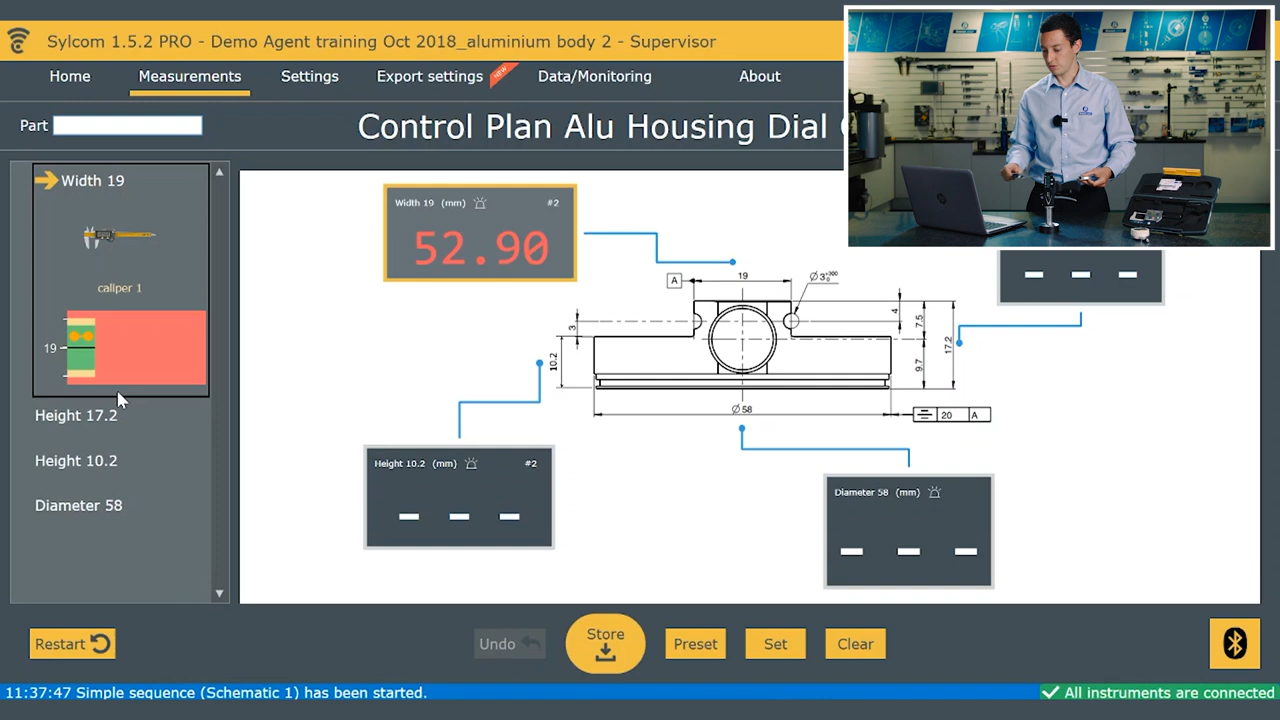 Sylcom 1.5.2 PRO - Demo Agent training Oct 2018_aluminium body 2 - Supervisor
Home
Measurements
Settings
Export settings
NEW
Data/Monitoring
About
Part
Control Plan Alu Housing Dial
Width 19
caliper 1
19
Height 17.2
Height 10.2
Diameter 58
Width 19 (mm)
#2
52.90
A
19
3
4
7.5
17.2
9.7
10.2
Ø 58
20
A
Height 10.2 (mm)
#2
– – –
Diameter 58 (mm)
– – –
– – –
Restart
Undo
Store
Preset
Set
Clear
11:37:47 Simple sequence (Schematic 1) has been started.
All instruments are connected